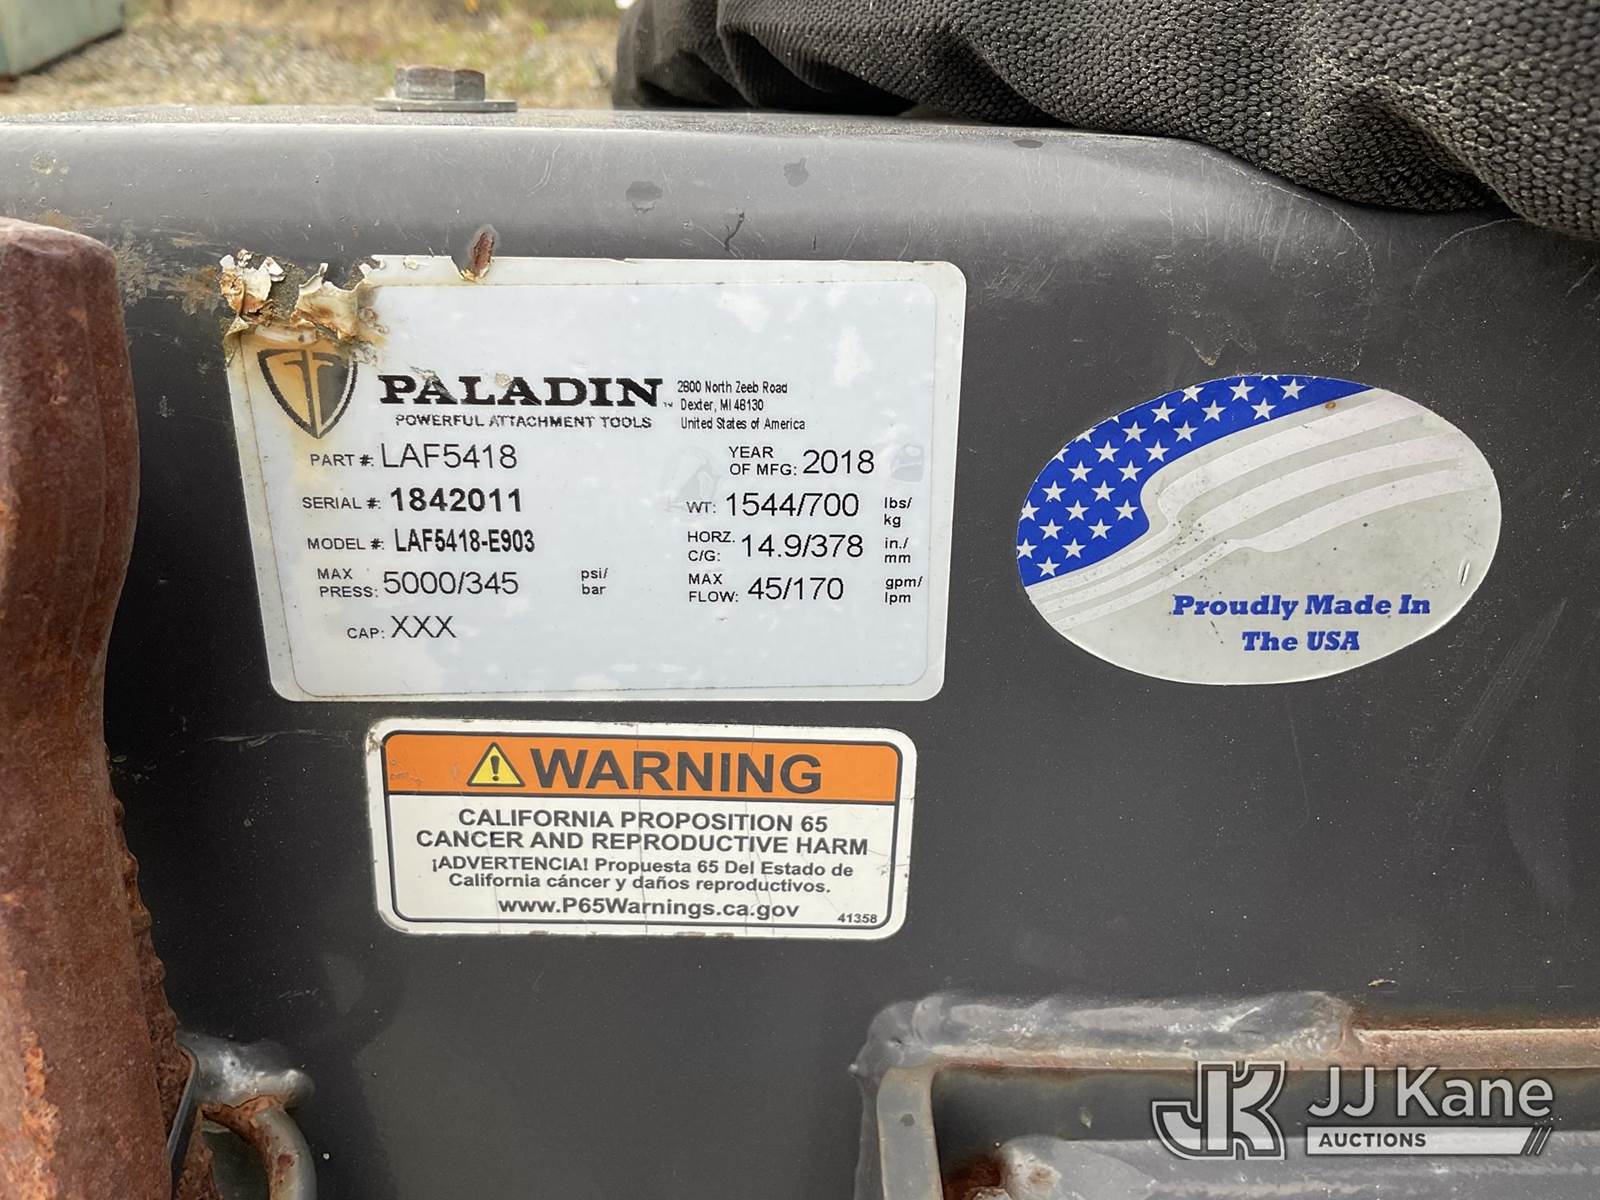 PALADIN™
POWERFUL ATTACHMENT TOOLS
2800 North Zeeb Road
Dexter, MI 48130
United States of America
PART #: LAF5418
YEAR OF MFG: 2018
SERIAL #: 1842011
WT: 1544/700 lbs/ kg
MODEL #: LAF5418-E903
HORZ. C/G: 14.9/378 in./ mm
MAX PRESS: 5000/345 psi/ bar
MAX FLOW: 45/170 gpm/ lpm
CAP: XXX
Proudly Made In
The USA
WARNING
CALIFORNIA PROPOSITION 65
CANCER AND REPRODUCTIVE HARM
¡ADVERTENCIA! Propuesta 65 Del Estado de
California cáncer y daños reproductivos.
www.P65Warnings.ca.gov
41358
JK JJ Kane
AUCTIONS